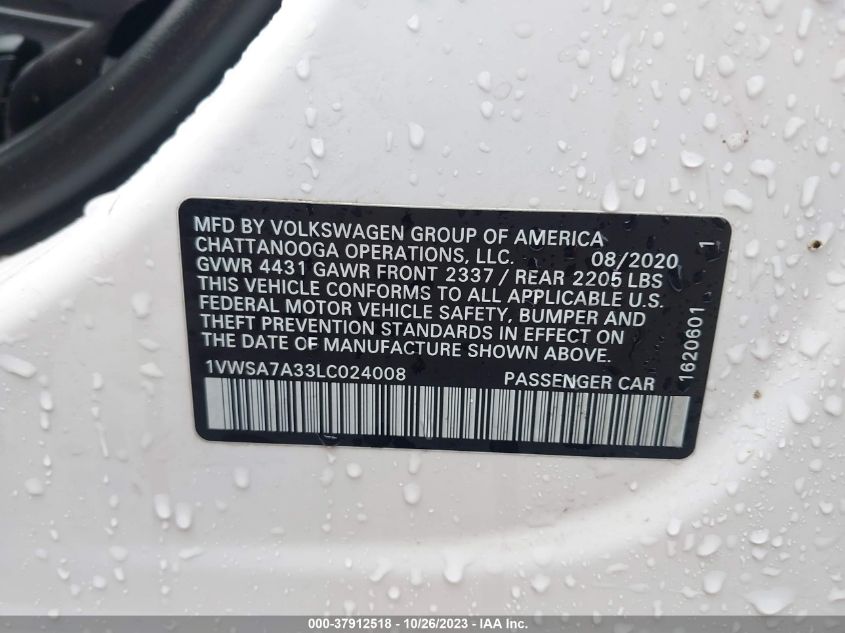 MFD BY VOLKSWAGEN GROUP OF AMERICA
CHATTANOOGA OPERATIONS, LLC. 08/2020 1
GVWR 4431 GAWR FRONT 2337 / REAR 2205 LBS
THIS VEHICLE CONFORMS TO ALL APPLICABLE U.S.
FEDERAL MOTOR VEHICLE SAFETY, BUMPER AND
THEFT PREVENTION STANDARDS IN EFFECT ON
THE DATE OF MANUFACTURE SHOWN ABOVE.
1620601
1VWSA7A33LC024008 PASSENGER CAR
000-37912518 - 10/26/2023 - IAA Inc.